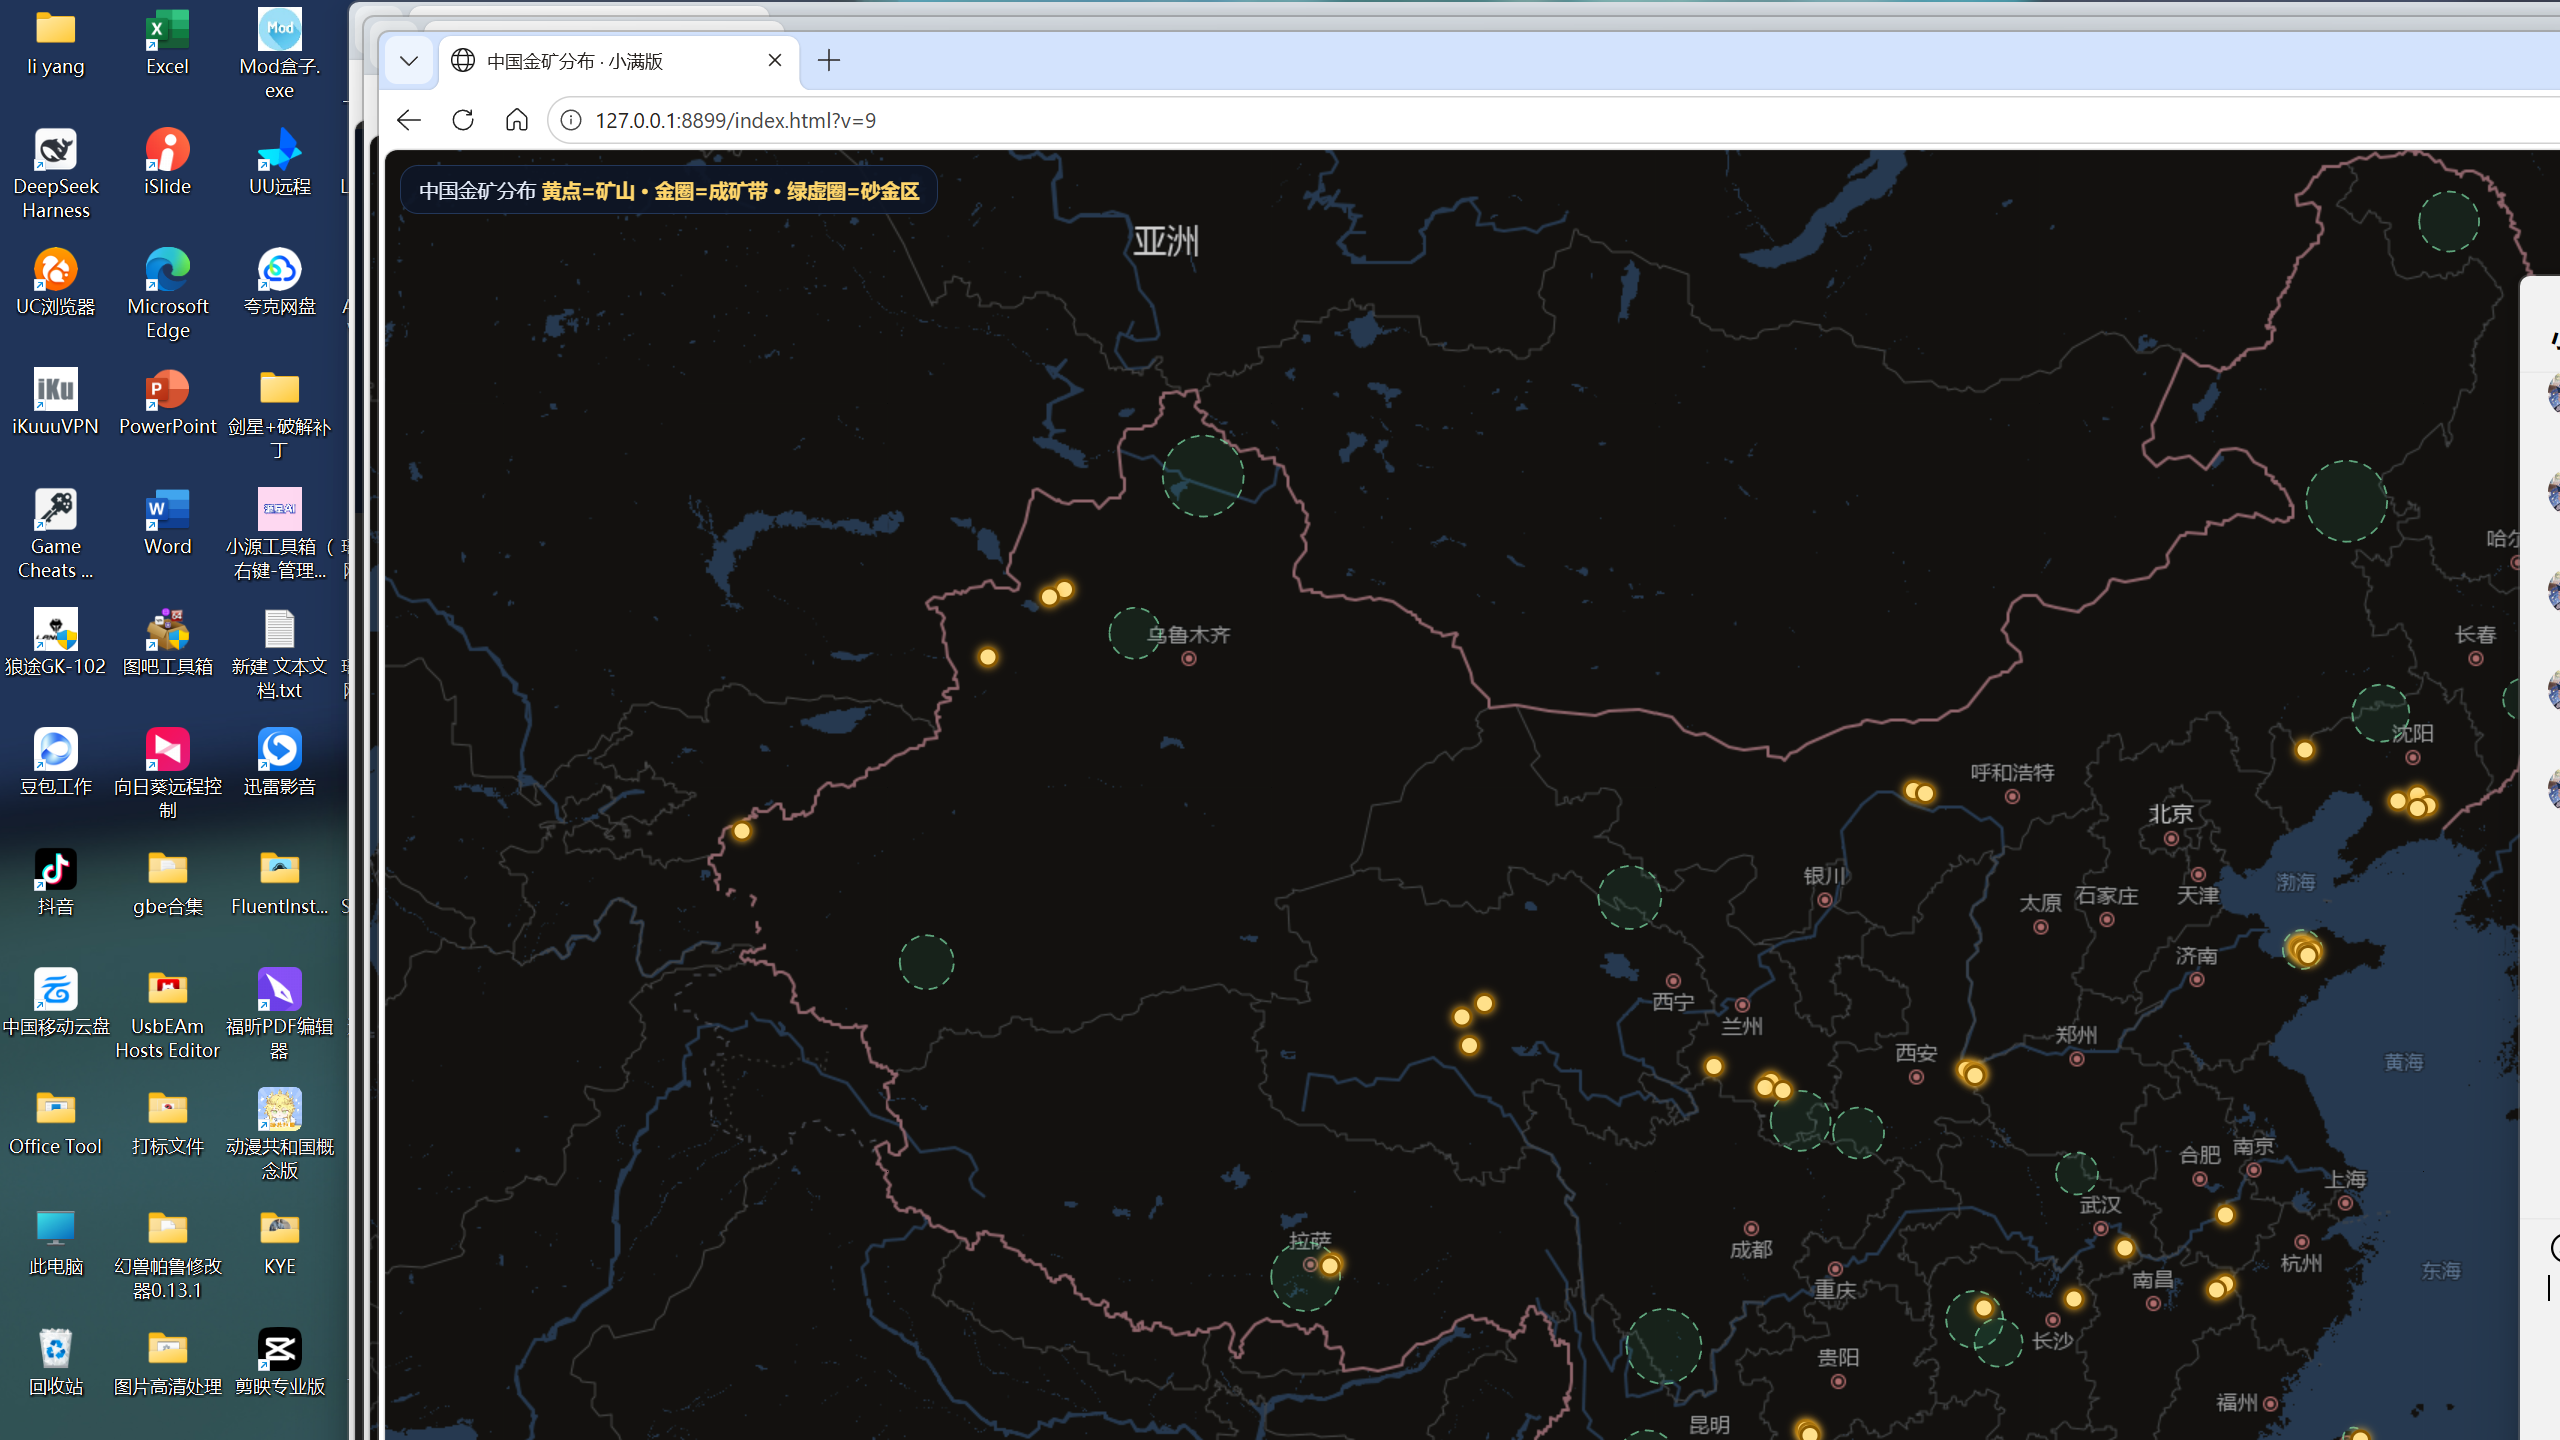 li yang
Excel
Mod盒子.
exe
DeepSeek
Harness
iSlide
UU远程
UC浏览器
Microsoft
Edge
夸克网盘
iKuuuVPN
PowerPoint
剑星+破解补
丁
Game
Cheats ...
Word
小源工具箱（
右键-管理...
狼途GK-102
图吧工具箱
新建 文本文
档.txt
豆包工作
向日葵远程控
制
迅雷影音
抖音
gbe合集
FluentInst...
中国移动云盘
UsbEAm
Hosts Editor
福昕PDF编辑
器
Office Tool
打标文件
动漫共和国概
念版
此电脑
幻兽帕鲁修改
器0.13.1
KYE
回收站
图片高清处理
剪映专业版
中国金矿分布 · 小满版
127.0.0.1:8899/index.html?v=9
中国金矿分布 黄点=矿山 · 金圈=成矿带 · 绿虚圈=砂金区
亚洲
乌鲁木齐
长春
沈阳
呼和浩特
北京
银川
太原
石家庄
天津
渤海
济南
西宁
兰州
西安
郑州
黄海
合肥
南京
上海
武汉
拉萨
成都
重庆
南昌
杭州
东海
长沙
贵阳
福州
昆明